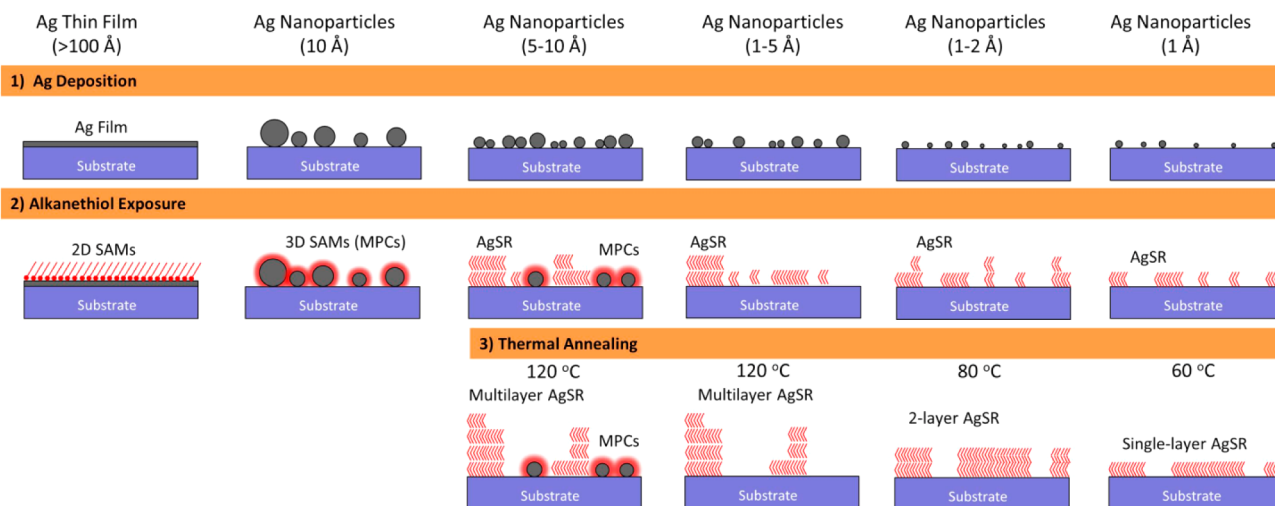 Ag Thin Film
(>100 Å)
Ag Nanoparticles
(10 Å)
Ag Nanoparticles
(5-10 Å)
Ag Nanoparticles
(1-5 Å)
Ag Nanoparticles
(1-2 Å)
Ag Nanoparticles
(1 Å)
1) Ag Deposition
Ag Film
Substrate
Substrate
Substrate
Substrate
Substrate
Substrate
2) Alkanethiol Exposure
2D SAMs
3D SAMs (MPCs)
AgSR
MPCs
AgSR
AgSR
AgSR
Substrate
Substrate
Substrate
Substrate
Substrate
Substrate
3) Thermal Annealing
120 °C
120 °C
80 °C
60 °C
Multilayer AgSR
MPCs
Multilayer AgSR
2-layer AgSR
Single-layer AgSR
Substrate
Substrate
Substrate
Substrate